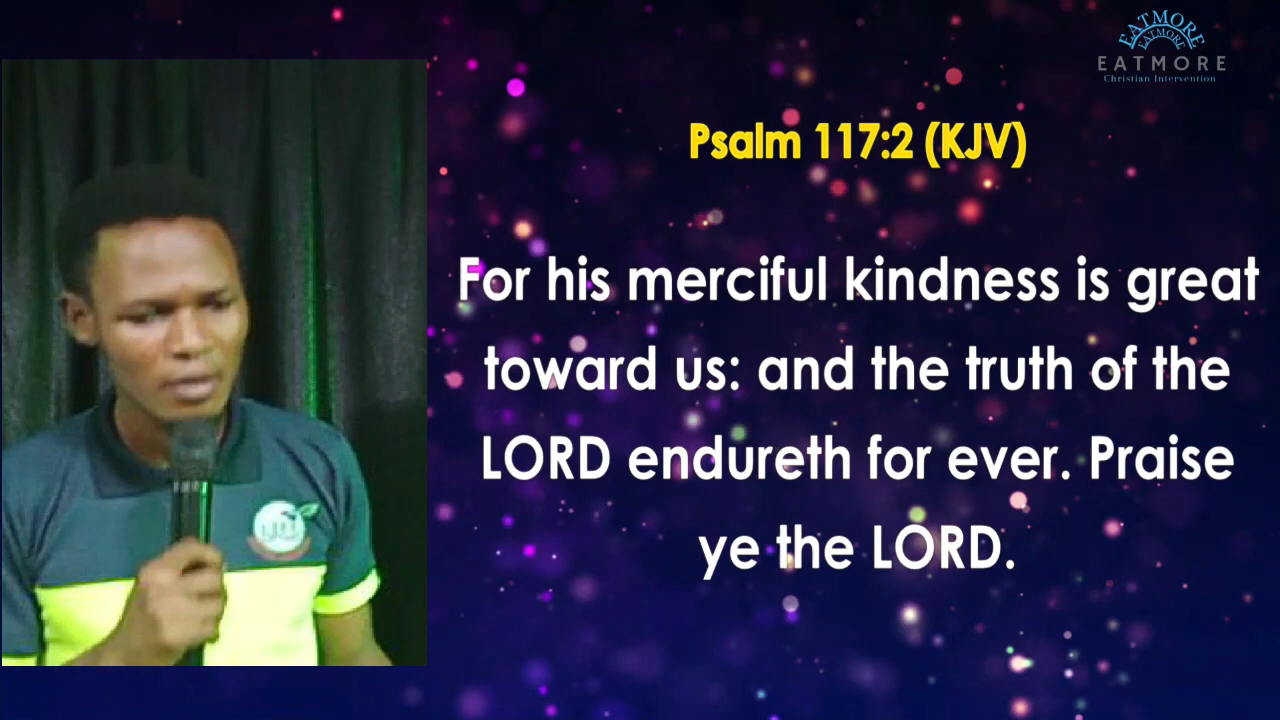 EATMORE
EATMORE
EATMORE
Christian Intervention
Psalm 117:2 (KJV)
For his merciful kindness is great
toward us: and the truth of the
LORD endureth for ever. Praise
ye the LORD.